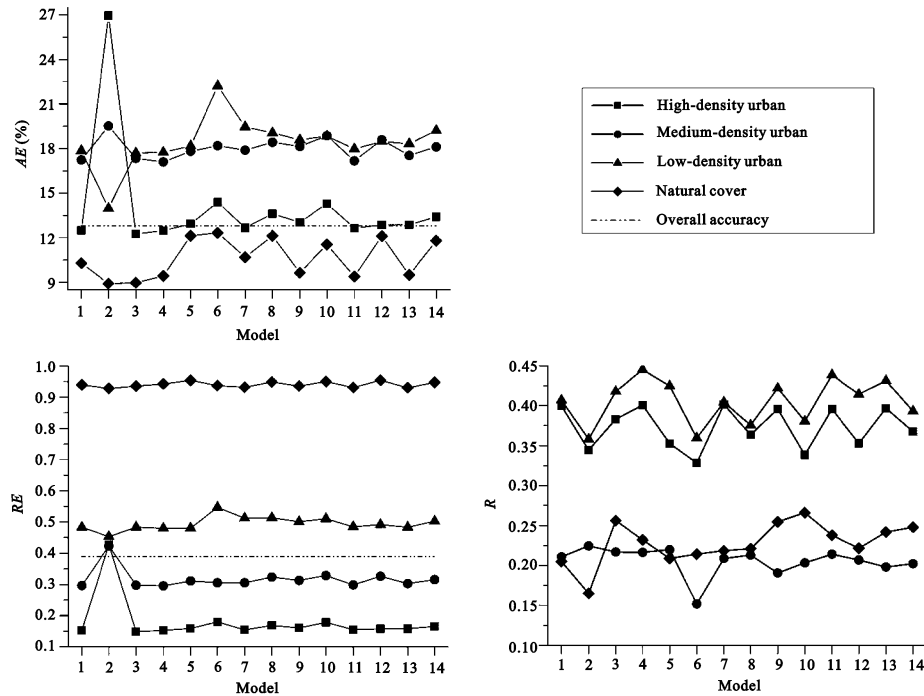 27
24
21
18
15
12
9
AE (%)
1 2 3 4 5 6 7 8 9 10 11 12 13 14
Model
High-density urban
Medium-density urban
Low-density urban
Natural cover
Overall accuracy
1.0
0.9
0.8
0.7
0.6
0.5
0.4
0.3
0.2
0.1
RE
1 2 3 4 5 6 7 8 9 10 11 12 13 14
Model
0.45
0.40
0.35
0.30
0.25
0.20
0.15
0.10
R
1 2 3 4 5 6 7 8 9 10 11 12 13 14
Model